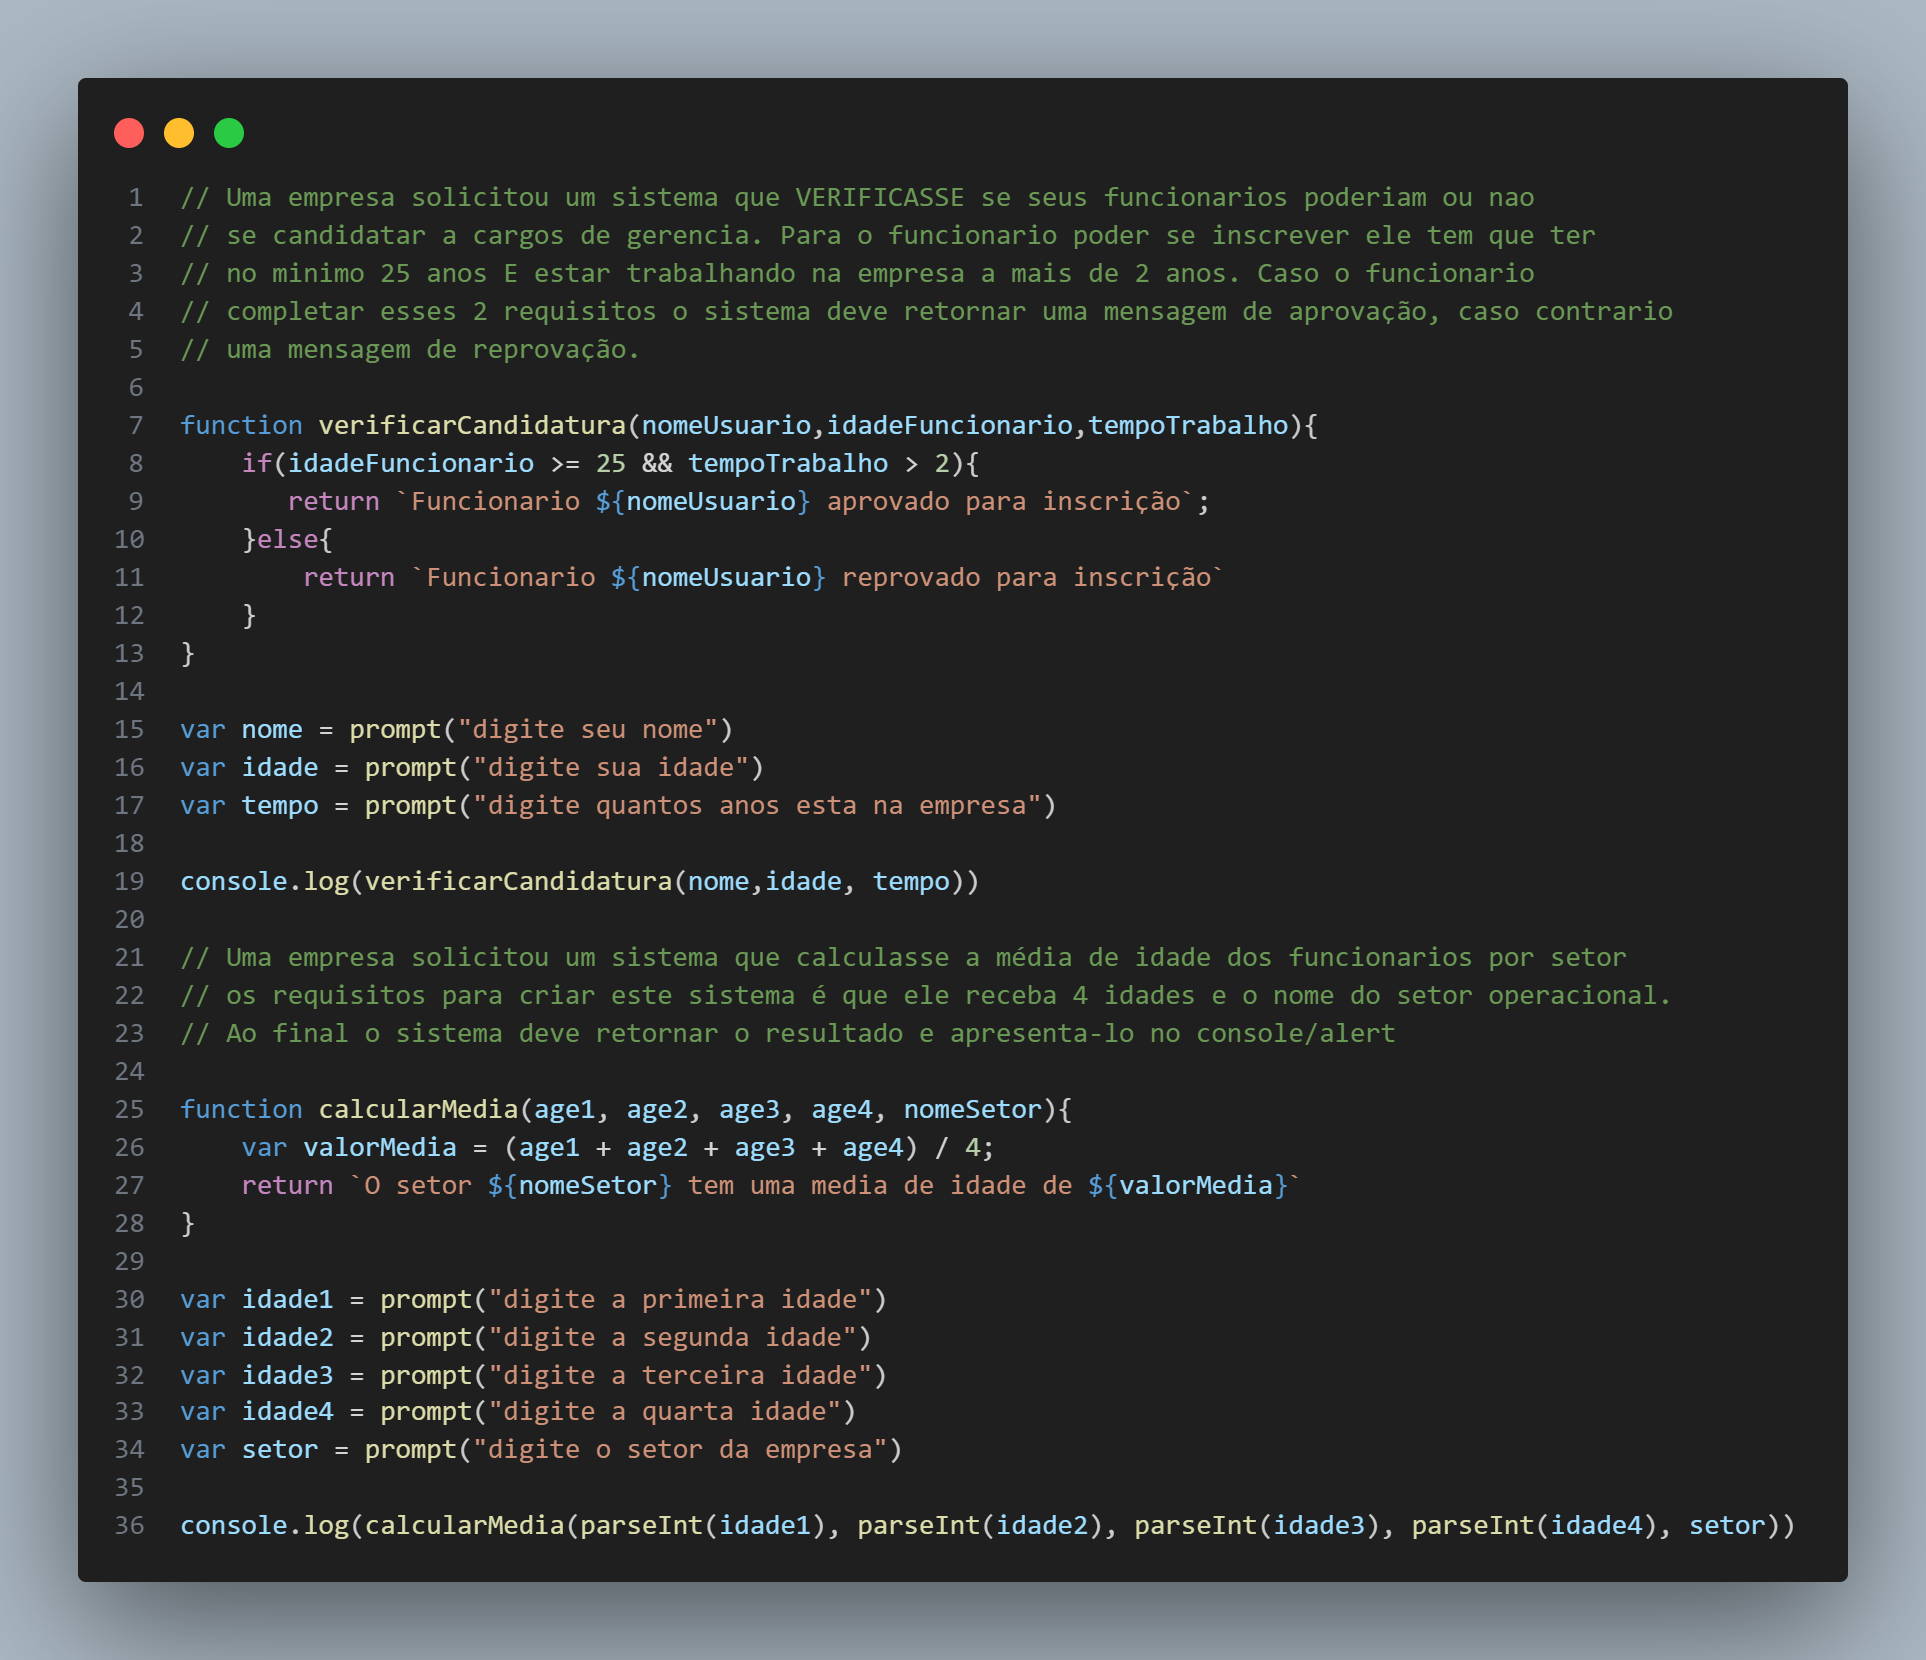 1 // Uma empresa solicitou um sistema que VERIFICASSE se seus funcionarios poderiam ou nao
2 // se candidatar a cargos de gerencia. Para o funcionario poder se inscrever ele tem que ter
3 // no minimo 25 anos E estar trabalhando na empresa a mais de 2 anos. Caso o funcionario
4 // completar esses 2 requisitos o sistema deve retornar uma mensagem de aprovação, caso contrario
5 // uma mensagem de reprovação.
6
7 function verificarCandidatura(nomeUsuario,idadeFuncionario,tempoTrabalho){
8     if(idadeFuncionario >= 25 && tempoTrabalho > 2){
9        return `Funcionario ${nomeUsuario} aprovado para inscrição`;
10     }else{
11         return `Funcionario ${nomeUsuario} reprovado para inscrição`
12     }
13 }
14
15 var nome = prompt("digite seu nome")
16 var idade = prompt("digite sua idade")
17 var tempo = prompt("digite quantos anos esta na empresa")
18
19 console.log(verificarCandidatura(nome,idade, tempo))
20
21 // Uma empresa solicitou um sistema que calculasse a média de idade dos funcionarios por setor
22 // os requisitos para criar este sistema é que ele receba 4 idades e o nome do setor operacional.
23 // Ao final o sistema deve retornar o resultado e apresenta-lo no console/alert
24
25 function calcularMedia(age1, age2, age3, age4, nomeSetor){
26     var valorMedia = (age1 + age2 + age3 + age4) / 4;
27     return `O setor ${nomeSetor} tem uma media de idade de ${valorMedia}`
28 }
29
30 var idade1 = prompt("digite a primeira idade")
31 var idade2 = prompt("digite a segunda idade")
32 var idade3 = prompt("digite a terceira idade")
33 var idade4 = prompt("digite a quarta idade")
34 var setor = prompt("digite o setor da empresa")
35
36 console.log(calcularMedia(parseInt(idade1), parseInt(idade2), parseInt(idade3), parseInt(idade4), setor))